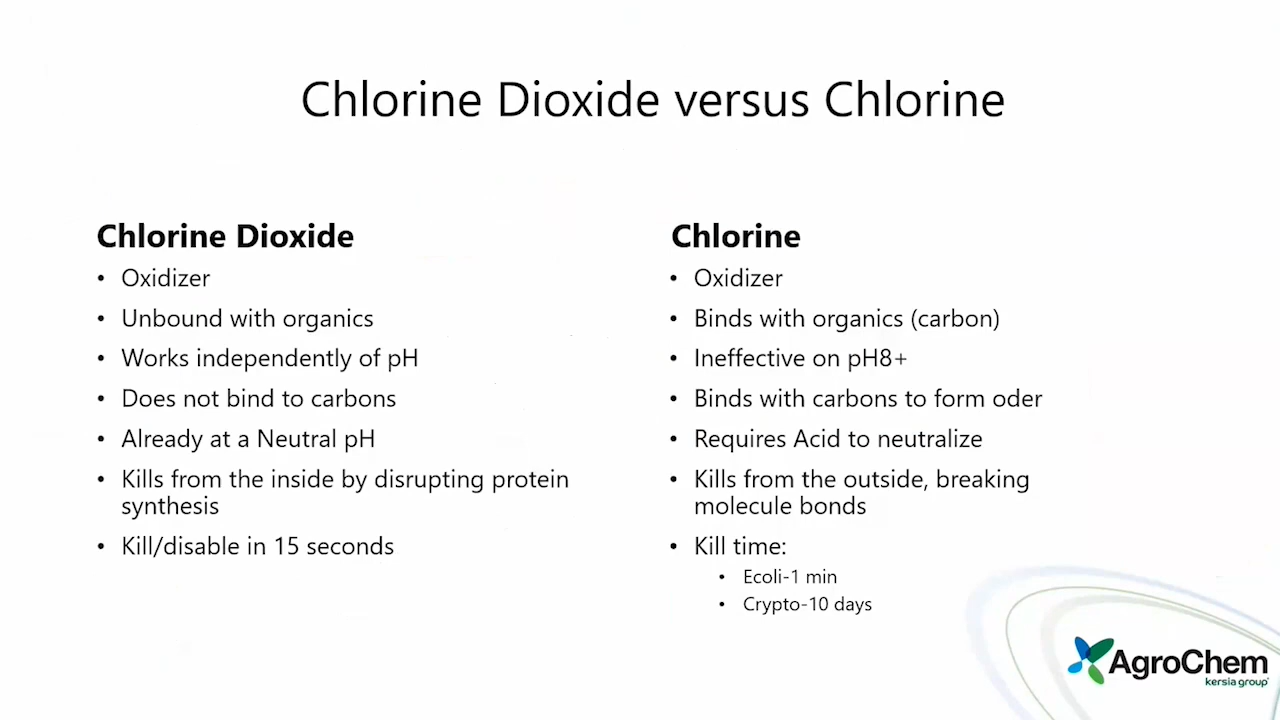 Chlorine Dioxide versus Chlorine
Chlorine Dioxide
• Oxidizer
• Unbound with organics
• Works independently of pH
• Does not bind to carbons
• Already at a Neutral pH
• Kills from the inside by disrupting protein
synthesis
• Kill/disable in 15 seconds
Chlorine
• Oxidizer
• Binds with organics (carbon)
• Ineffective on pH8+
• Binds with carbons to form oder
• Requires Acid to neutralize
• Kills from the outside, breaking
molecule bonds
• Kill time:
• Ecoli-1 min
• Crypto-10 days
AgroChem
kersia group